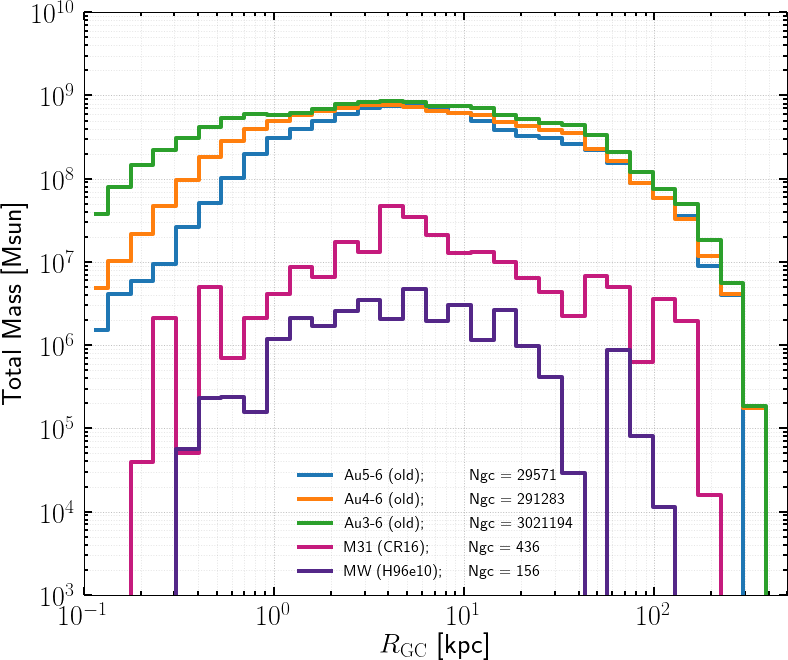 10^10
10^9
10^8
10^7
10^6
10^5
10^4
10^3
Total Mass [Msun]
Au5-6 (old); Ngc = 29571
Au4-6 (old); Ngc = 291283
Au3-6 (old); Ngc = 3021194
M31 (CR16); Ngc = 436
MW (H96e10); Ngc = 156
10^-1 10^0 10^1 10^2
R_GC [kpc]